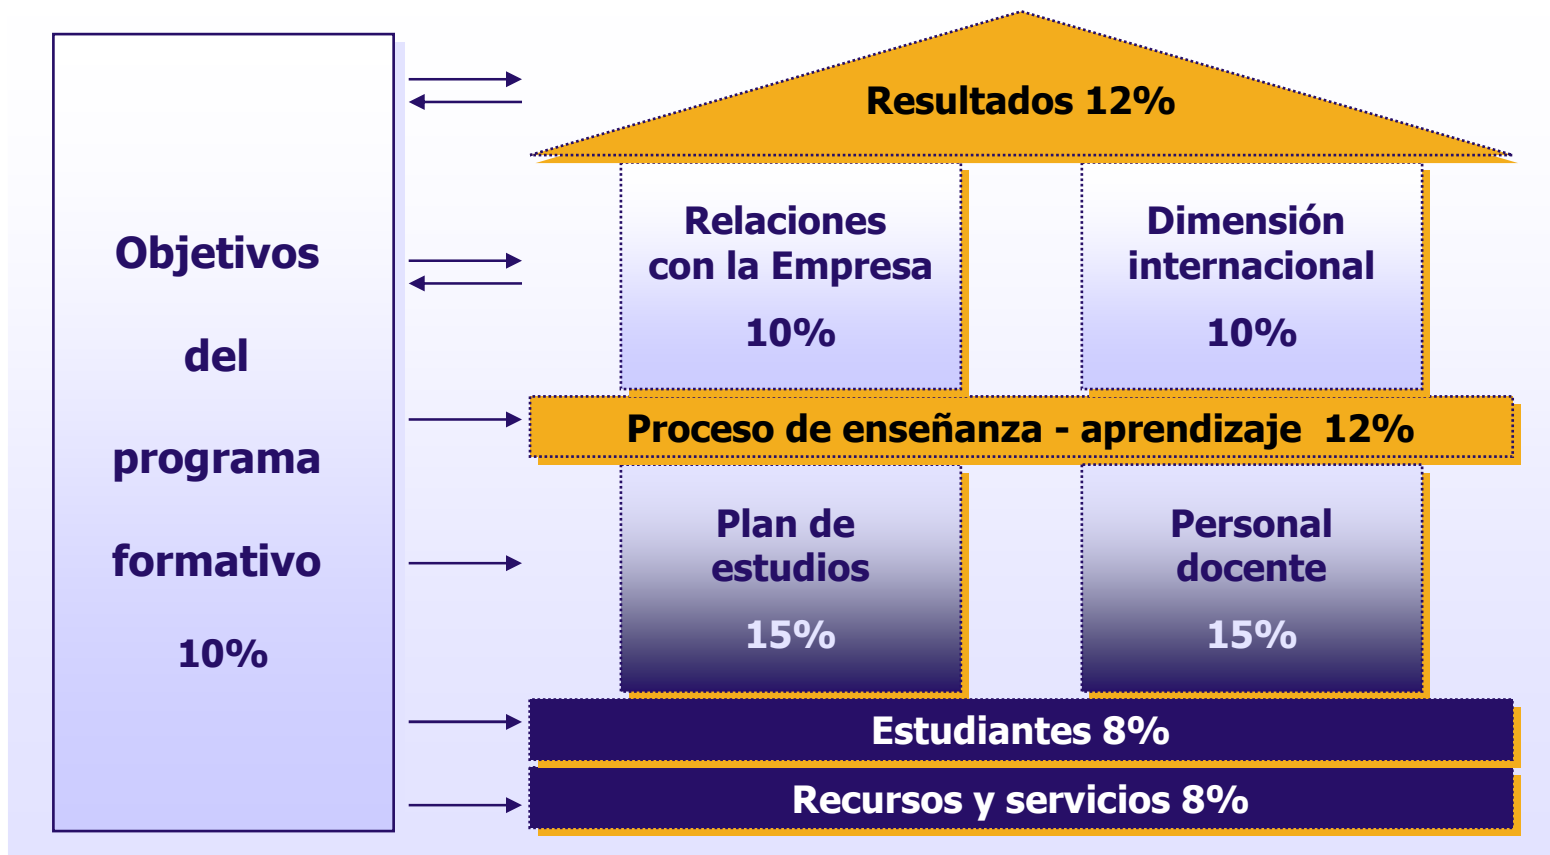 Objetivos
del
programa
formativo
10%
Resultados 12%
Relaciones
con la Empresa
10%
Dimensión
internacional
10%
Proceso de enseñanza - aprendizaje 12%
Plan de
estudios
15%
Personal
docente
15%
Estudiantes 8%
Recursos y servicios 8%